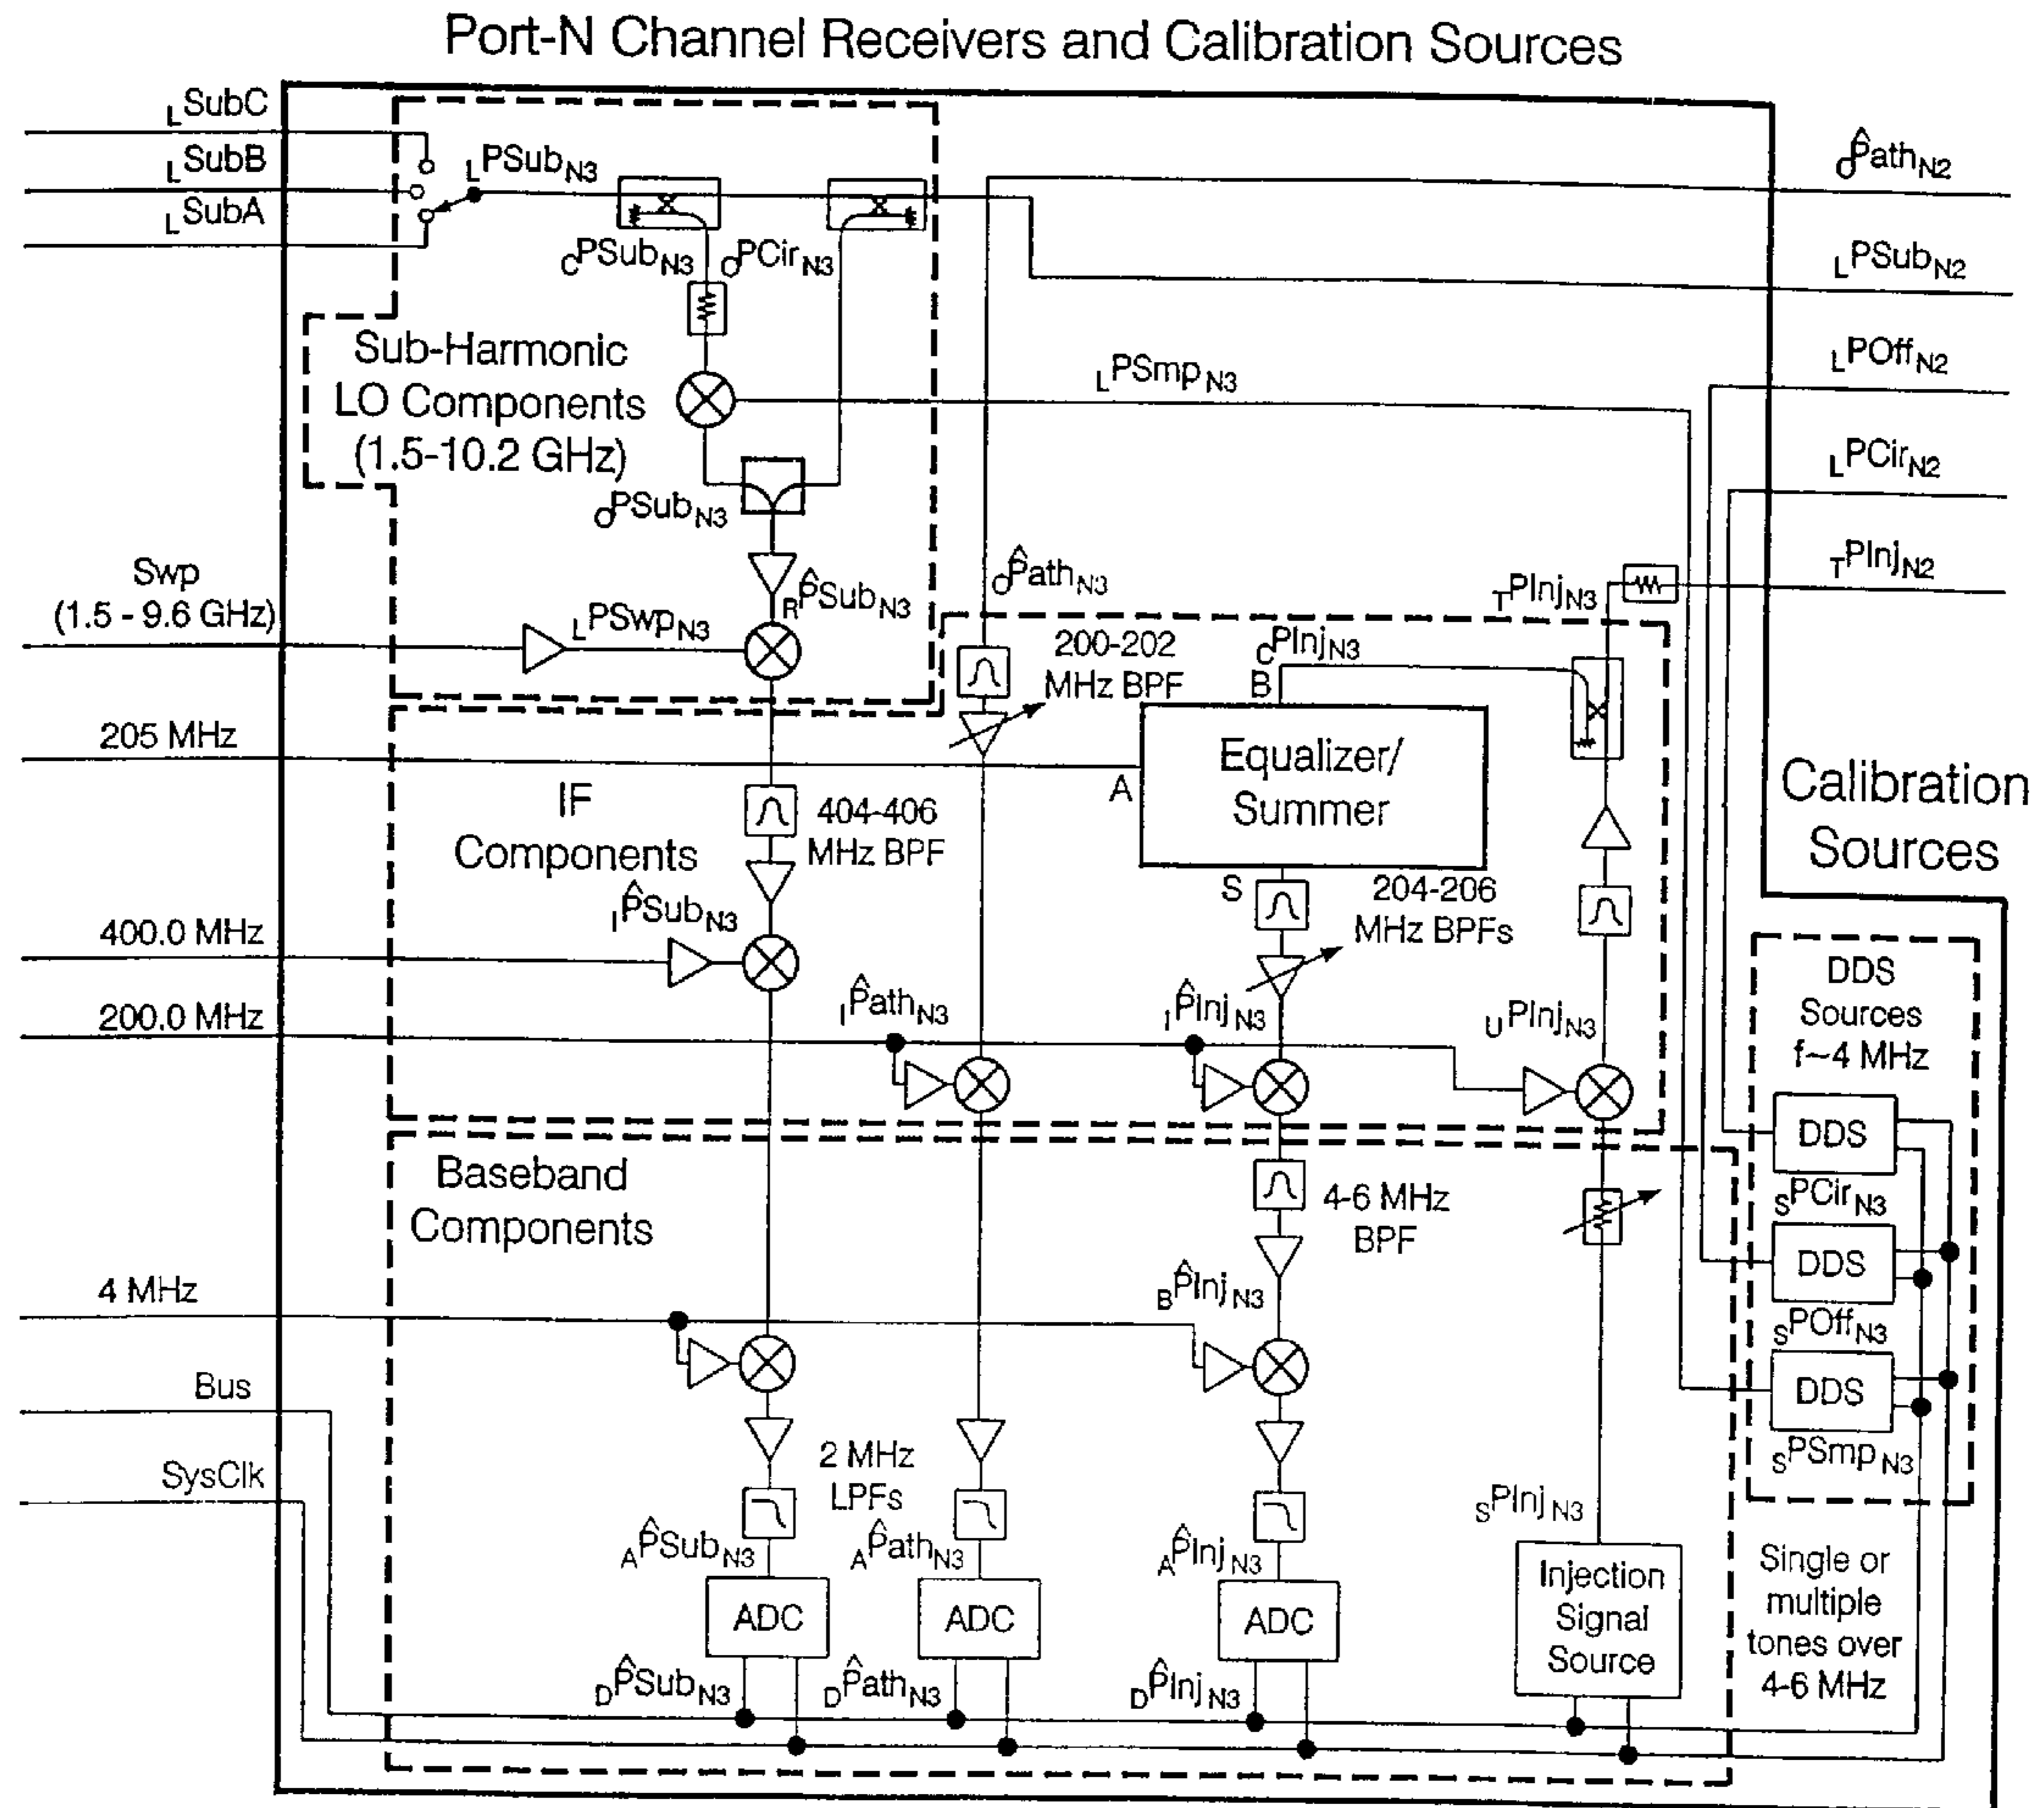 Port-N Channel Receivers and Calibration Sources
LSubC
LSubB
LSubA
LPSubN3
CPSubN3
OPCirN3
Sub-Harmonic
LO Components
(1.5-10.2 GHz)
OPSubN3
LPSmpN3
OP̂athN2
LPSubN2
LPOffN2
LPCirN2
TPInjN2
Swp
(1.5 - 9.6 GHz)
LPSwpN3
RP̂SubN3
OP̂athN3
TPInjN3
200-202
MHz BPF
CPInjN3
B
205 MHz
A
Equalizer/
Summer
S
IF
Components
404-406
MHz BPF
204-206
MHz BPFs
Calibration
Sources
IP̂SubN3
400.0 MHz
200.0 MHz
IP̂athN3
IP̂InjN3
UPInjN3
DDS
Sources
f~4 MHz
DDS
SPCirN3
DDS
SPOffN3
DDS
SPSmpN3
Baseband
Components
4-6 MHz
BPF
4 MHz
BP̂InjN3
Bus
SysClk
2 MHz
LPFs
AP̂SubN3
AP̂athN3
AP̂InjN3
SPInjN3
ADC
ADC
ADC
Injection
Signal
Source
Single or
multiple
tones over
4-6 MHz
DP̂SubN3
DP̂athN3
DP̂InjN3